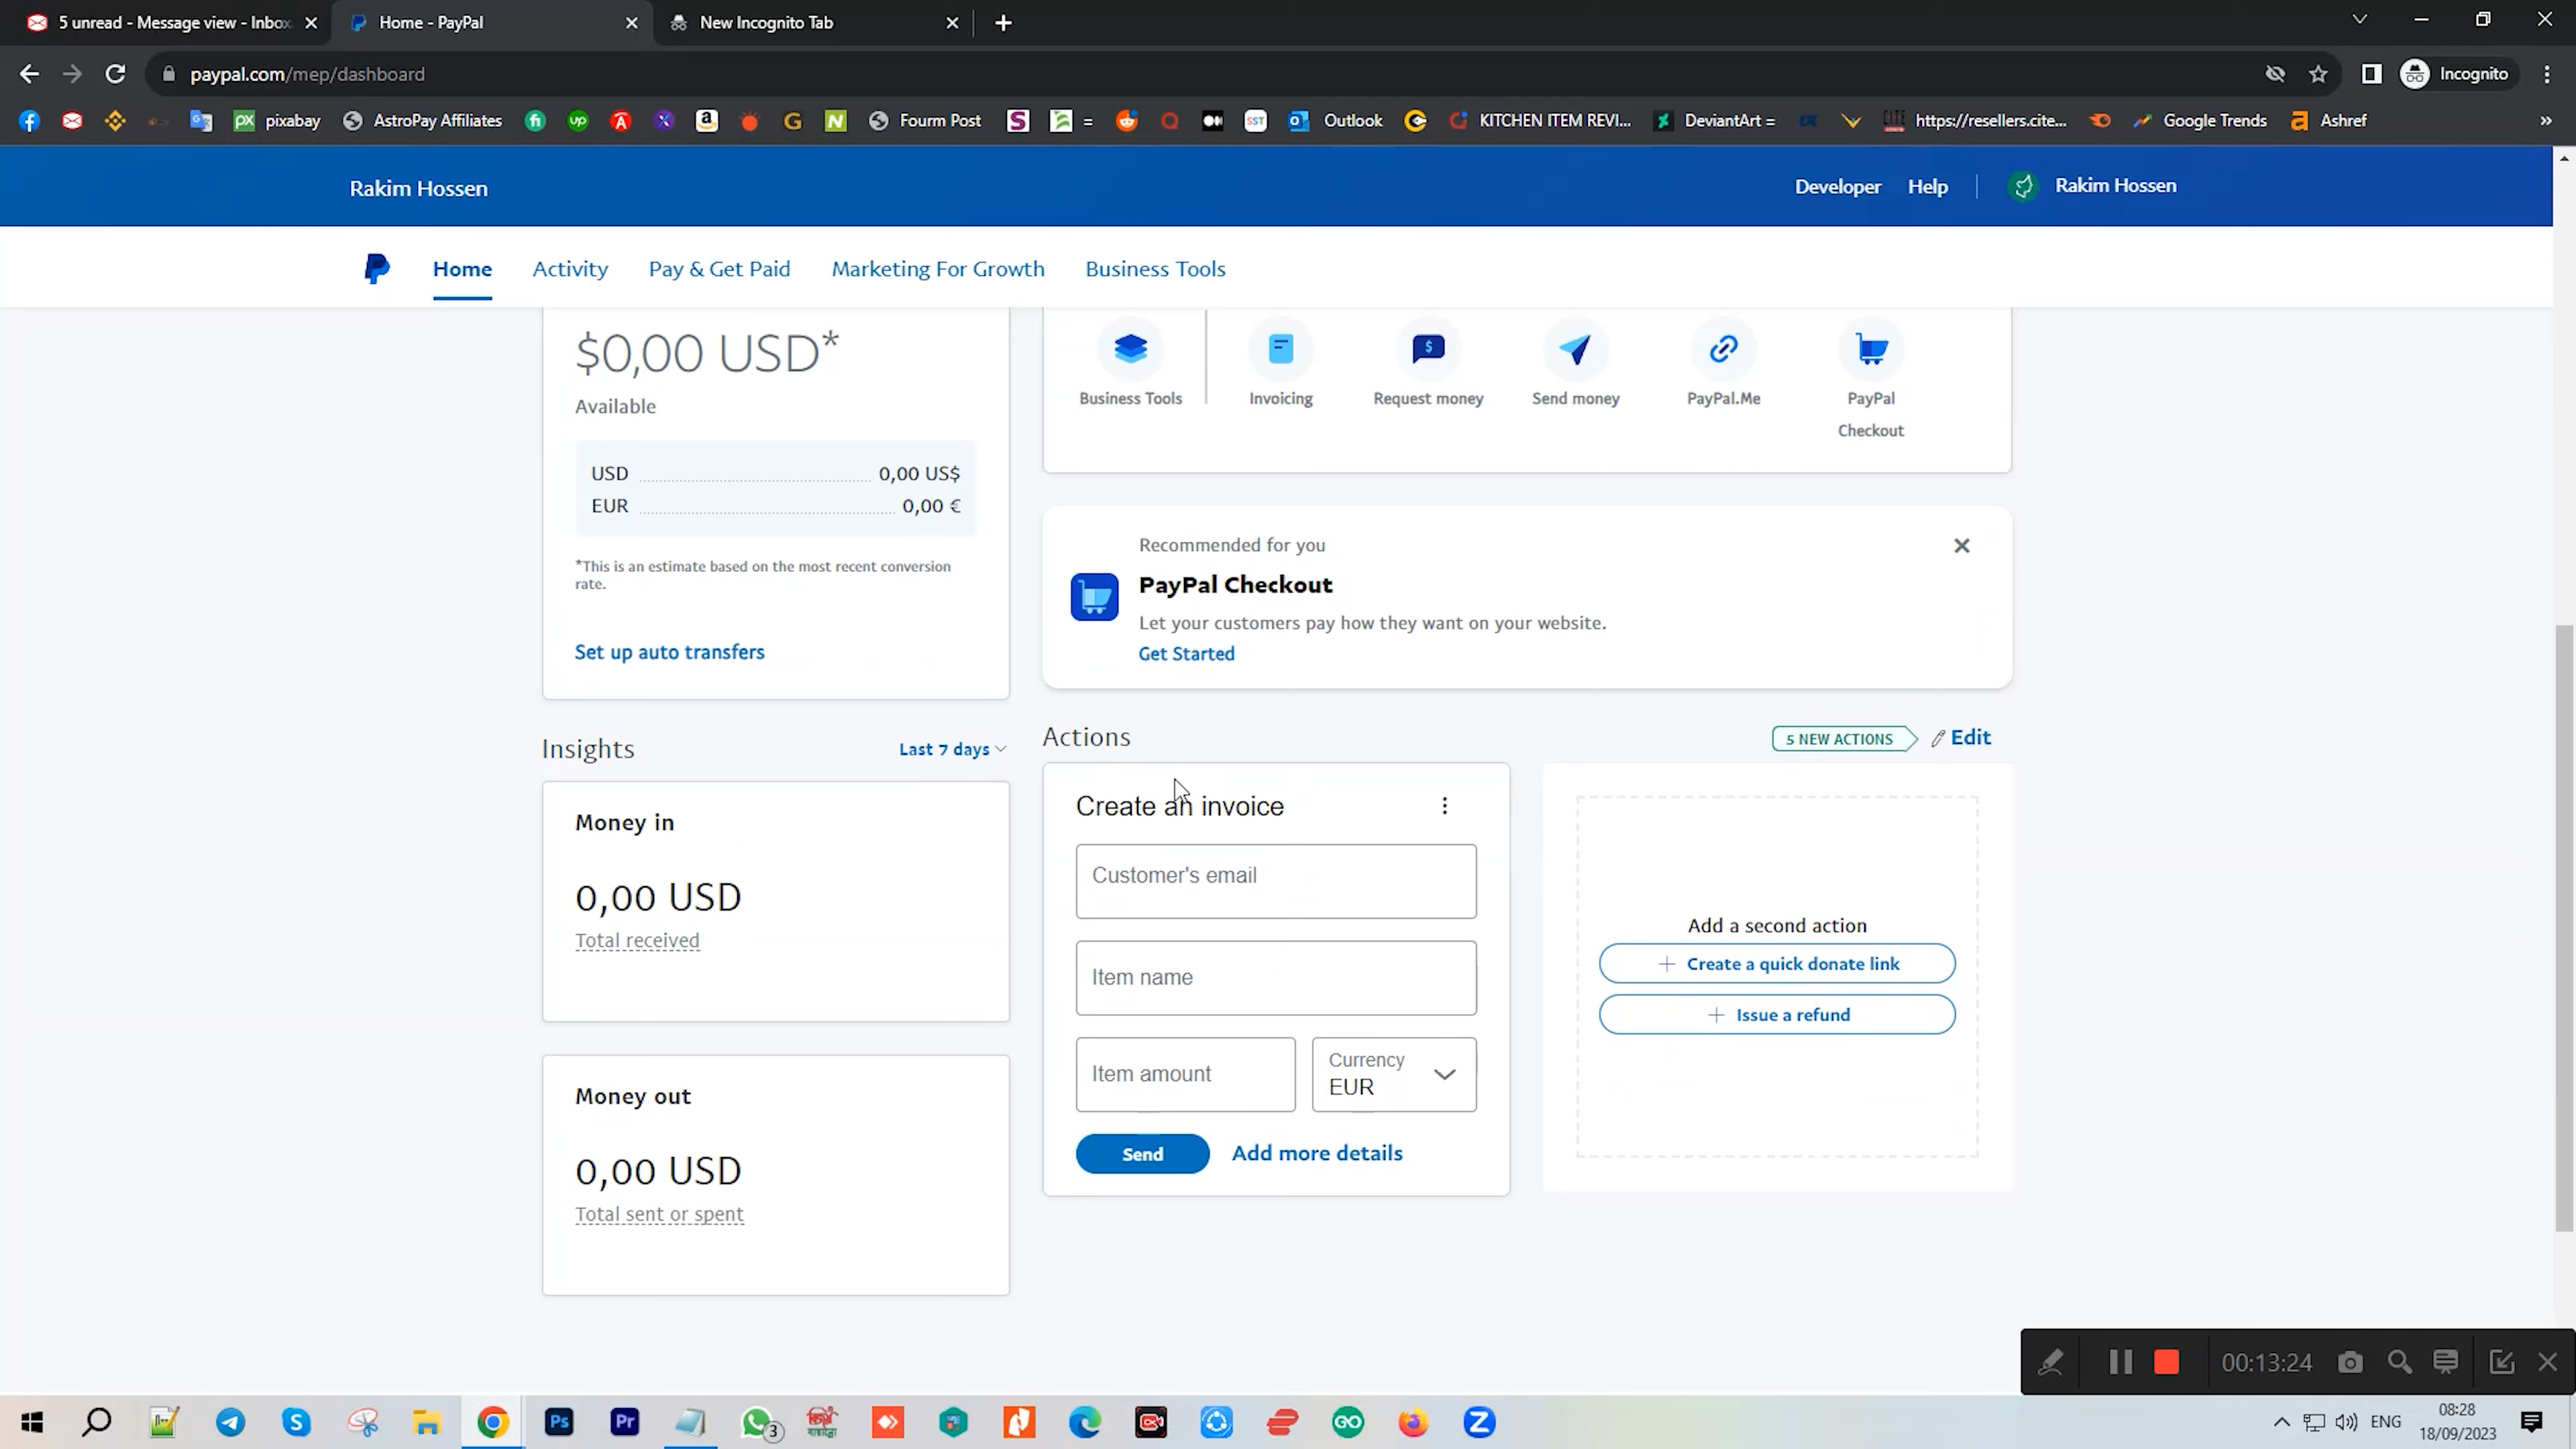 5 unread - Message view - Inbox
Home - PayPal
New Incognito Tab
paypal.com/mep/dashboard
Incognito
pixabay
AstroPay Affiliates
Fourm Post
=
SST
Outlook
KITCHEN ITEM REVI...
DeviantArt =
https://resellers.cite...
Google Trends
Ashref
Rakim Hossen
Developer
Help
Rakim Hossen
Home
Activity
Pay & Get Paid
Marketing For Growth
Business Tools
$0,00 USD*
Available
USD 0,00 US$
EUR 0,00 €
*This is an estimate based on the most recent conversion
rate.
Set up auto transfers
Business Tools
Invoicing
Request money
Send money
PayPal.Me
PayPal
Checkout
Recommended for you
PayPal Checkout
Let your customers pay how they want on your website.
Get Started
Insights
Last 7 days
Money in
0,00 USD
Total received
Money out
0,00 USD
Total sent or spent
Actions
5 NEW ACTIONS
Edit
Create an invoice
Customer's email
Item name
Item amount
Currency
EUR
Send
Add more details
Add a second action
+ Create a quick donate link
+ Issue a refund
00:13:24
Ps
Pr
3
GO
Z
ENG
08:28
18/09/2023